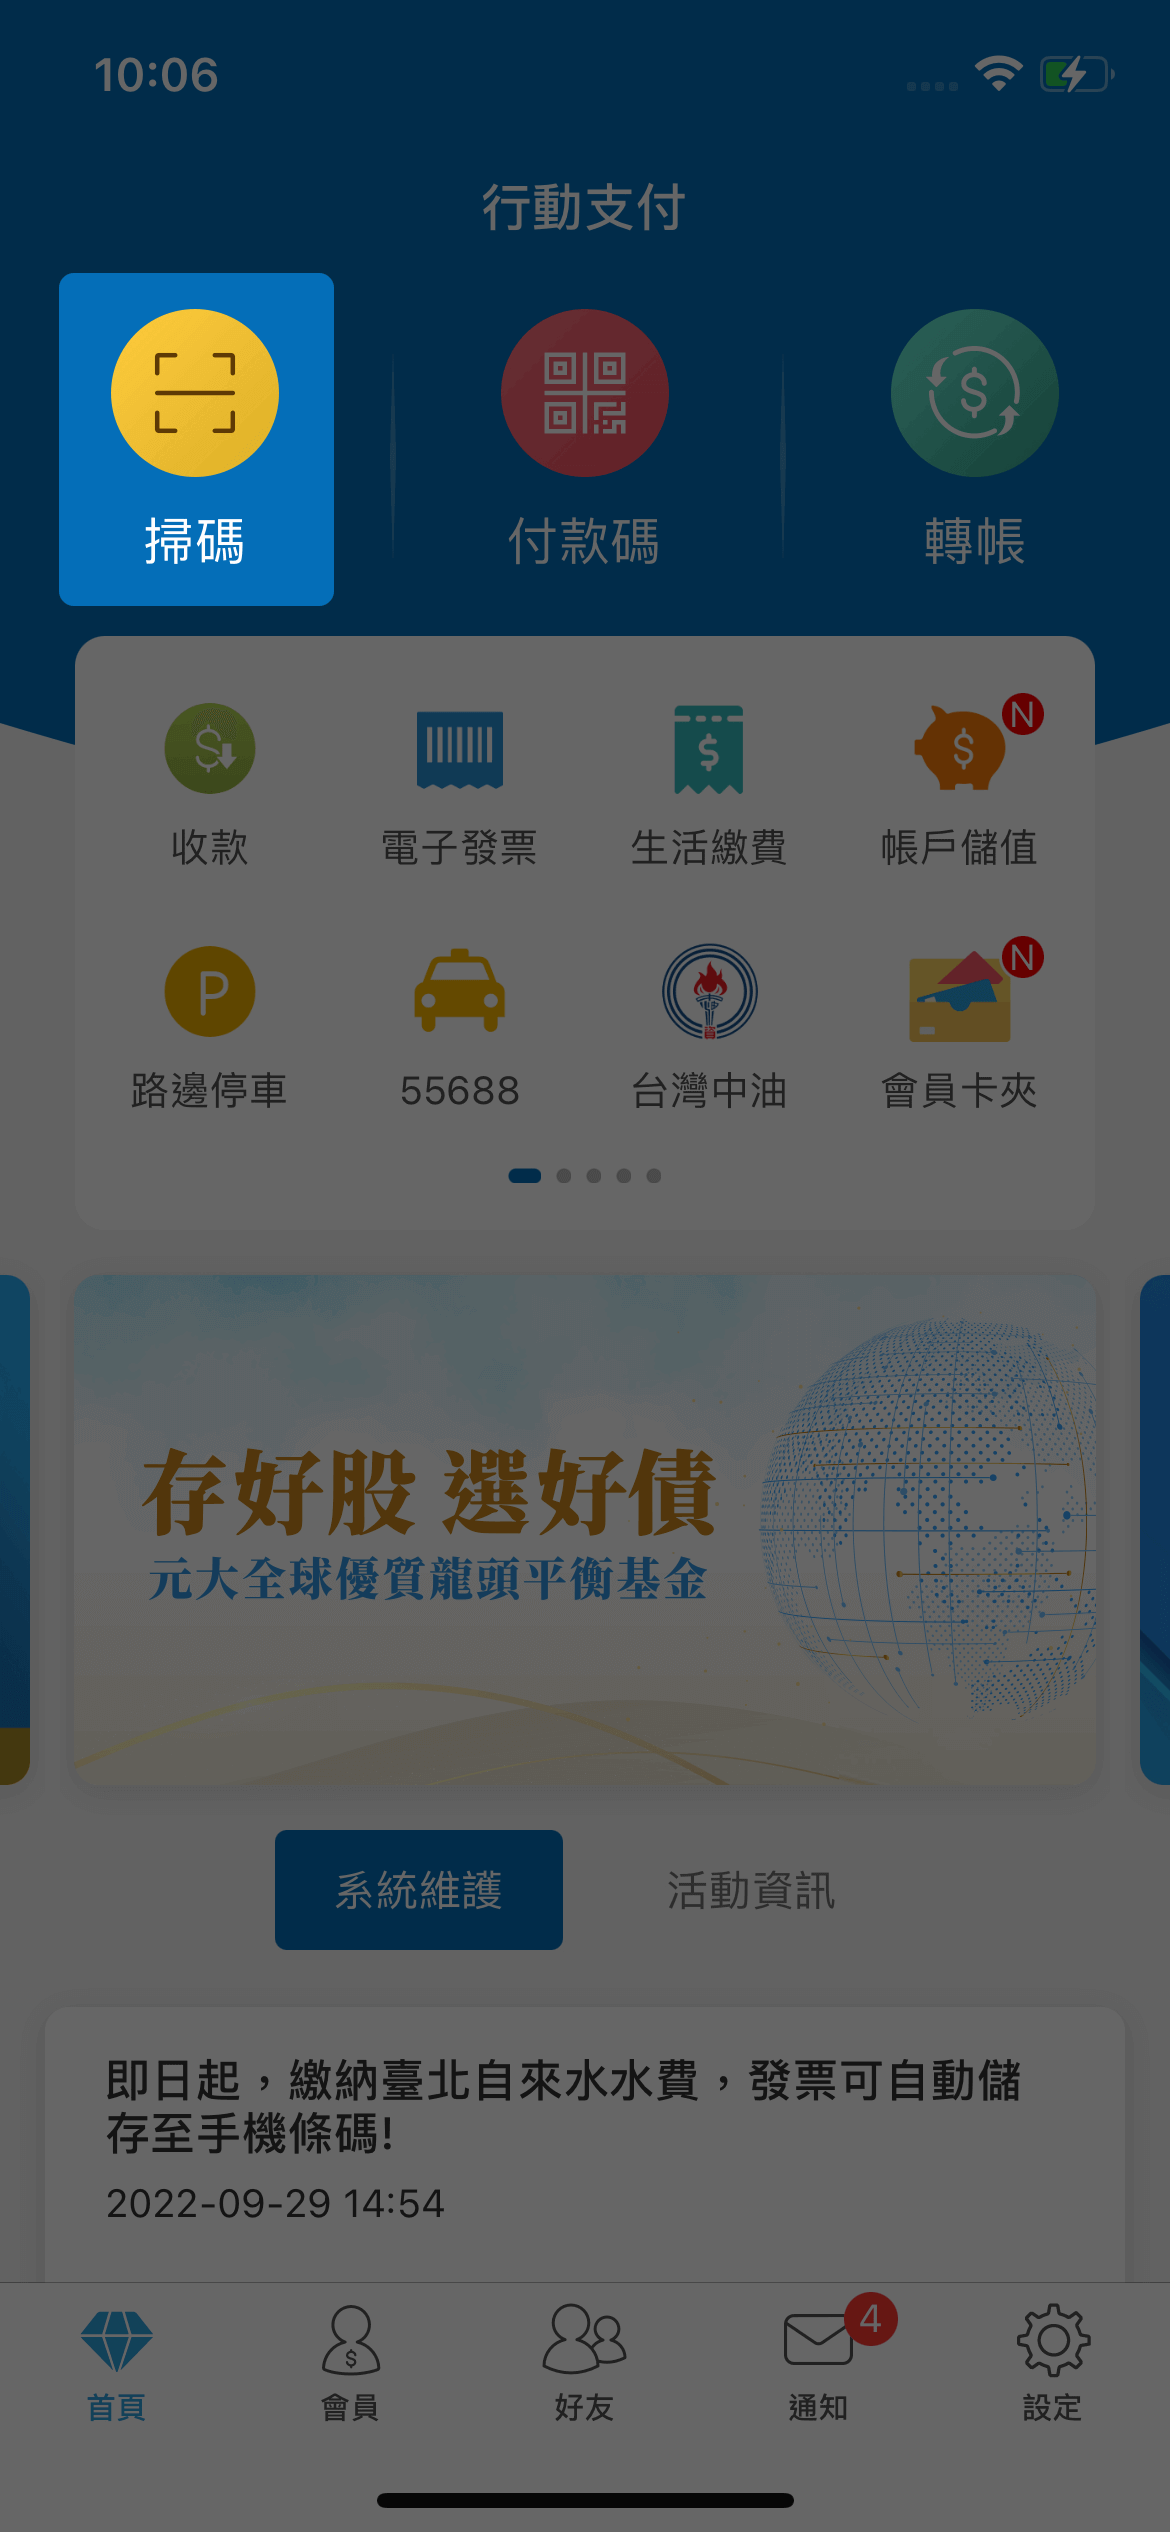 10:06
行動支付
掃碼
付款碼
轉帳
收款
電子發票
生活繳費
帳戶儲值
N
P
路邊停車
55688
台灣中油
會員卡夾
N
存好股 選好債
元大全球優質龍頭平衡基金
系統維護
活動資訊
即日起，繳納臺北自來水水費，發票可自動儲
存至手機條碼!
2022-09-29 14:54
4
首頁
會員
好友
通知
設定